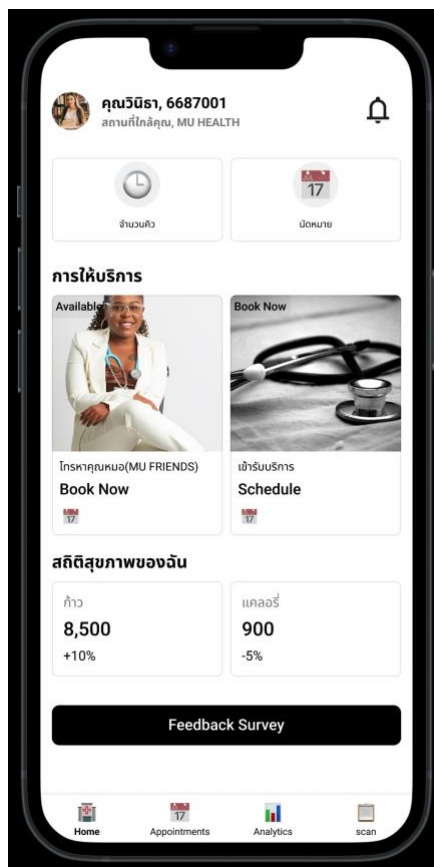 คุณวินิธา, 6687001
สถานที่ใกล้คุณ, MU HEALTH
17
จำนวนคิว
นัดหมาย
การให้บริการ
Available
Book Now
โทรหาคุณหมอ(MU FRIENDS)
เข้ารับบริการ
Book Now
Schedule
17
17
สถิติสุขภาพของฉัน
ก้าว
แคลอรี่
8,500
900
+10%
-5%
Feedback Survey
17
Home
Appointments
Analytics
scan